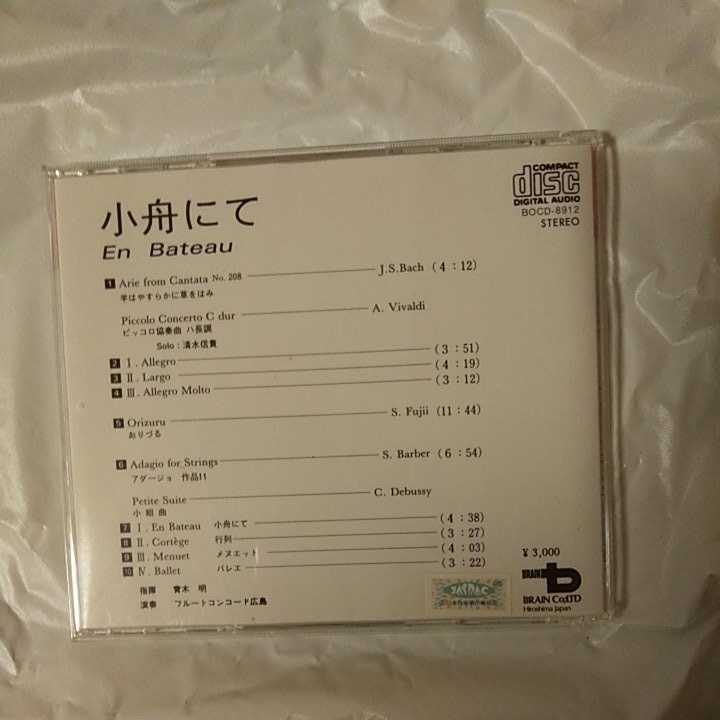 小舟にて
En Bateau
COMPACT
disc
DIGITAL AUDIO
BOCD-8912
STEREO
1 Arie from Cantata No. 208 J.S.Bach (4:12)
羊はやすらかに草をはみ
Piccolo Concerto C dur A. Vivaldi
ピッコロ協奏曲 ハ長調
Solo:清水信貴
2 Ⅰ. Allegro (3:51)
3 Ⅱ. Largo (4:19)
4 Ⅲ. Allegro Molto (3:12)
5 Orizuru S. Fujii (11:44)
おりづる
6 Adagio for Strings S. Barber (6:54)
アダージョ 作品11
Petite Suite C. Debussy
小組曲
7 Ⅰ. En Bateau 小舟にて (4:38)
8 Ⅱ. Cortège 行列 (3:27)
9 Ⅲ. Menuet メヌエット (4:03)
10 Ⅳ. Ballet バレエ (3:22)
指揮 青木 明
演奏 フルートコンコード広島
JASRAC
¥3,000
BRAIN
BRAIN Co.,LTD
Hiroshima Japan